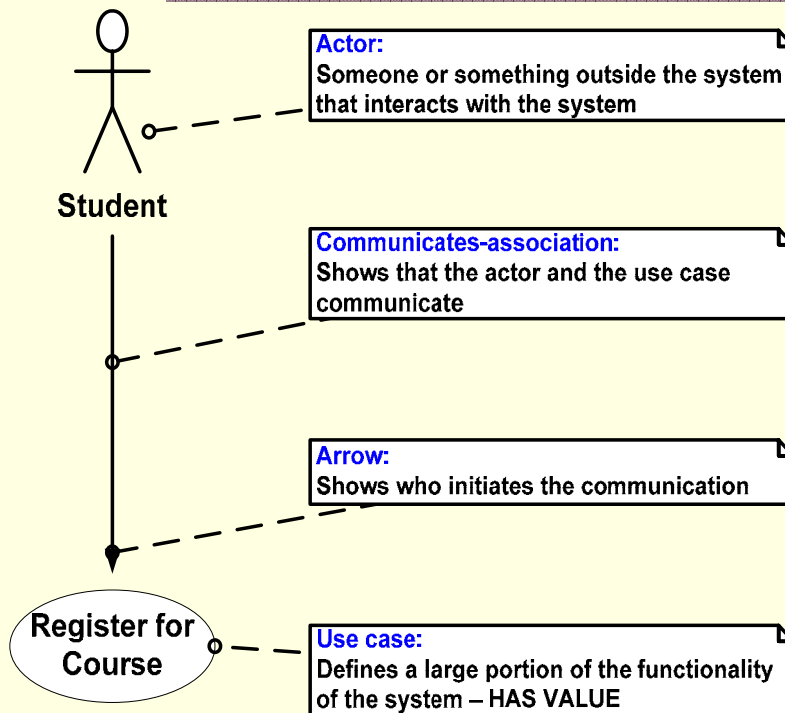 Actor:
Someone or something outside the system
that interacts with the system
Student
Communicates-association:
Shows that the actor and the use case
communicate
Arrow:
Shows who initiates the communication
Register for
Course
Use case:
Defines a large portion of the functionality
of the system – HAS VALUE